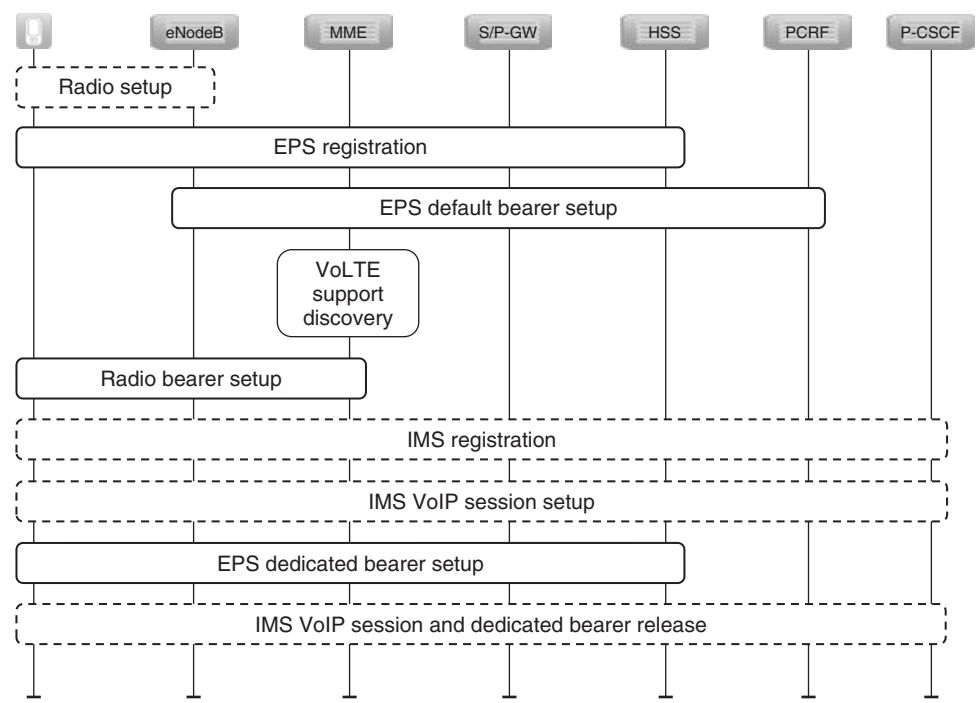 eNodeB
MME
S/P-GW
HSS
PCRF
P-CSCF
Radio setup
EPS registration
EPS default bearer setup
VoLTE
support
discovery
Radio bearer setup
IMS registration
IMS VoIP session setup
EPS dedicated bearer setup
IMS VoIP session and dedicated bearer release